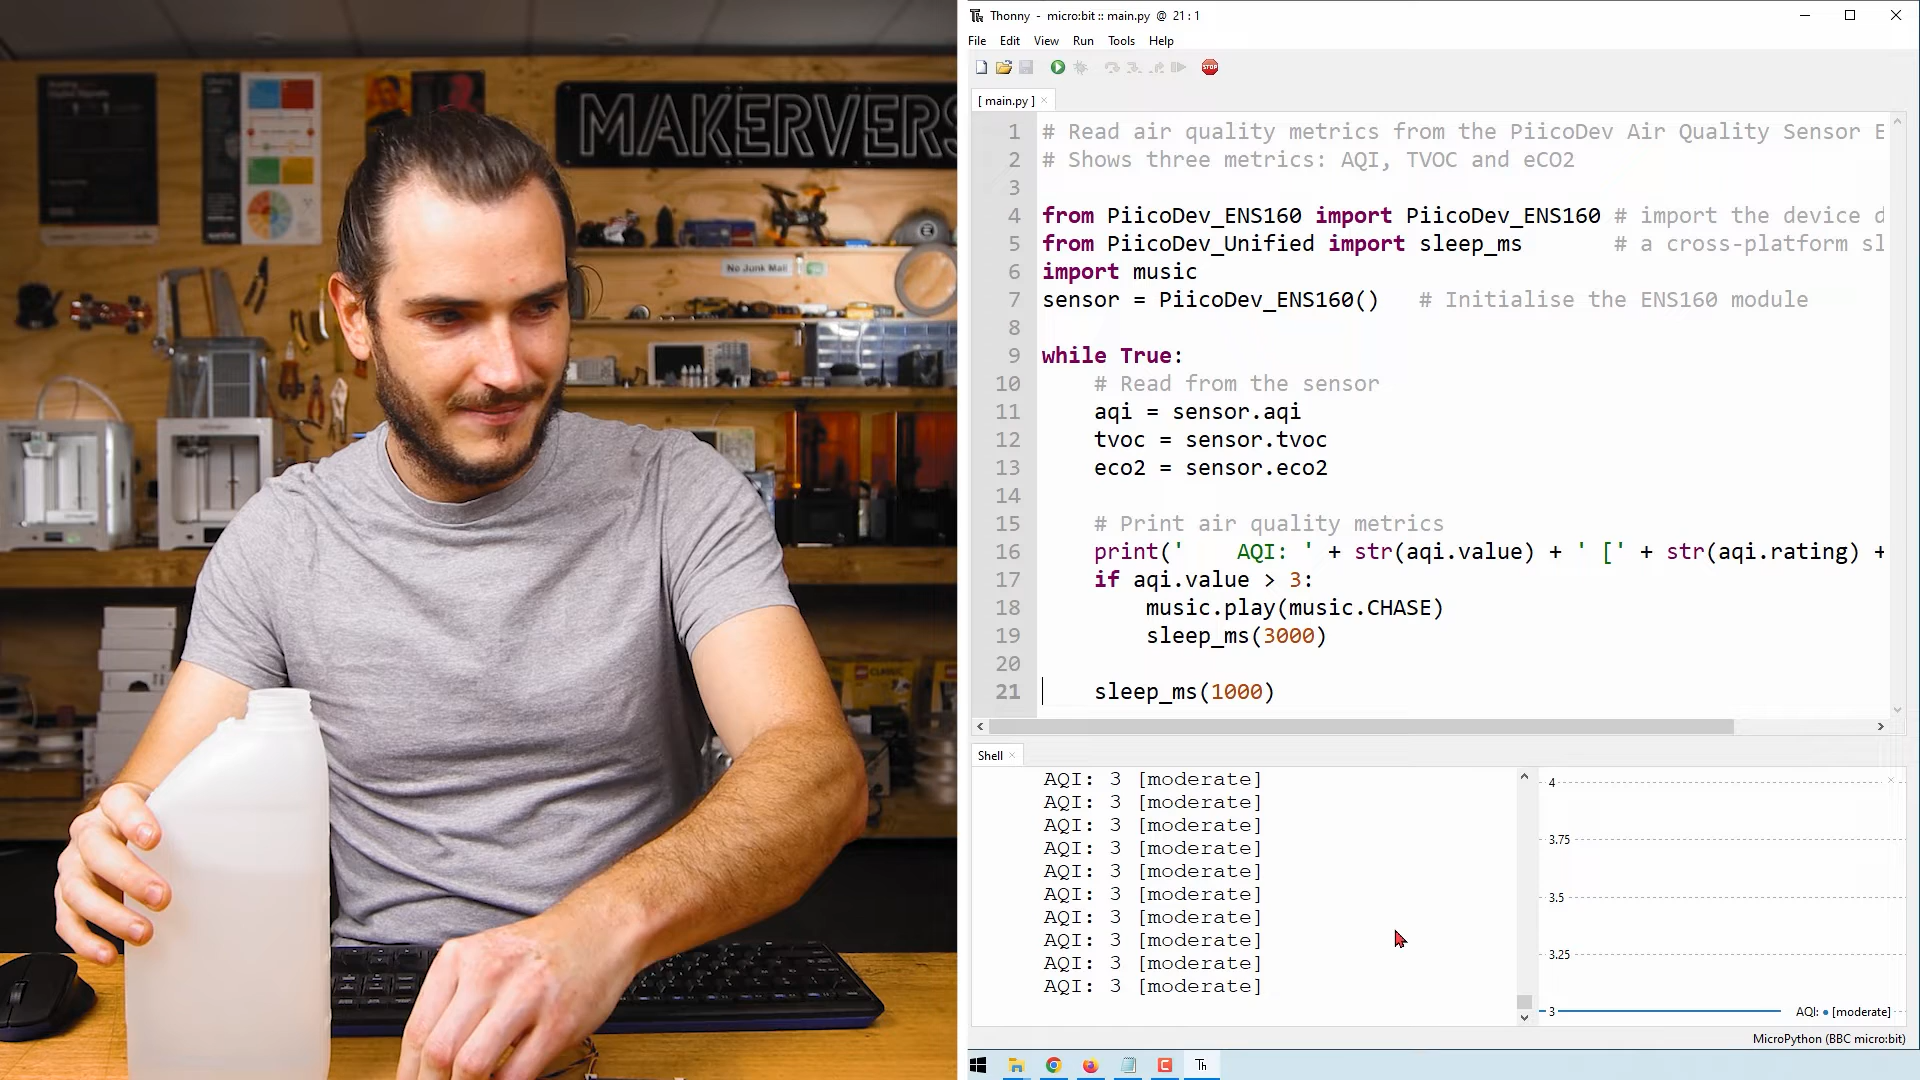 MAKERVERS
No Junk Mail
CLASSIC
Thonny - micro:bit :: main.py @ 21 : 1
File Edit View Run Tools Help
STOP
[ main.py ] ×
1 # Read air quality metrics from the PiicoDev Air Quality Sensor E
2 # Shows three metrics: AQI, TVOC and eCO2
3
4 from PiicoDev_ENS160 import PiicoDev_ENS160 # import the device d
5 from PiicoDev_Unified import sleep_ms # a cross-platform sl
6 import music
7 sensor = PiicoDev_ENS160() # Initialise the ENS160 module
8
9 while True:
10 # Read from the sensor
11 aqi = sensor.aqi
12 tvoc = sensor.tvoc
13 eco2 = sensor.eco2
14
15 # Print air quality metrics
16 print(' AQI: ' + str(aqi.value) + ' [' + str(aqi.rating) +
17 if aqi.value > 3:
18 music.play(music.CHASE)
19 sleep_ms(3000)
20
21 sleep_ms(1000)
Shell ×
AQI: 3 [moderate]
AQI: 3 [moderate]
AQI: 3 [moderate]
AQI: 3 [moderate]
AQI: 3 [moderate]
AQI: 3 [moderate]
AQI: 3 [moderate]
AQI: 3 [moderate]
AQI: 3 [moderate]
AQI: 3 [moderate]
4
3.75
3.5
3.25
3
AQI: • [moderate]
MicroPython (BBC micro:bit)
Th